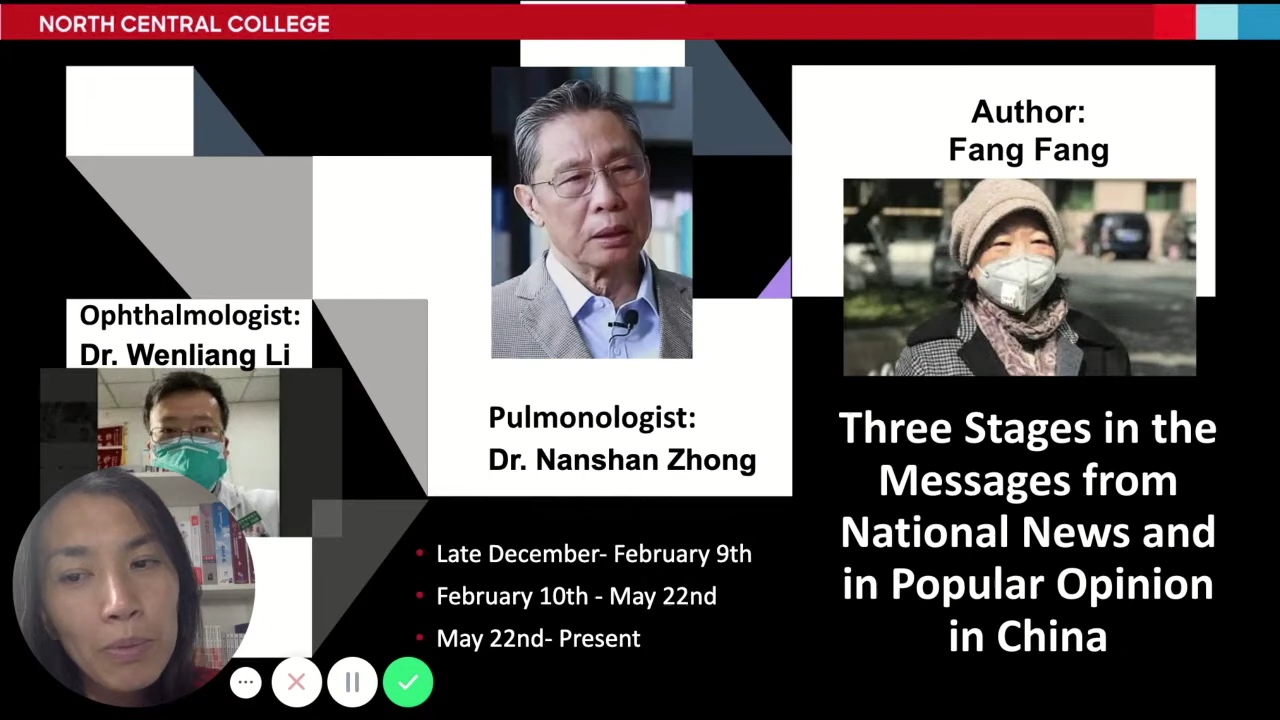 NORTH CENTRAL COLLEGE
Author:
Fang Fang
Ophthalmologist:
Dr. Wenliang Li
Pulmonologist:
Dr. Nanshan Zhong
Three Stages in the
Messages from
National News and
in Popular Opinion
in China
• Late December- February 9th
• February 10th - May 22nd
• May 22nd- Present